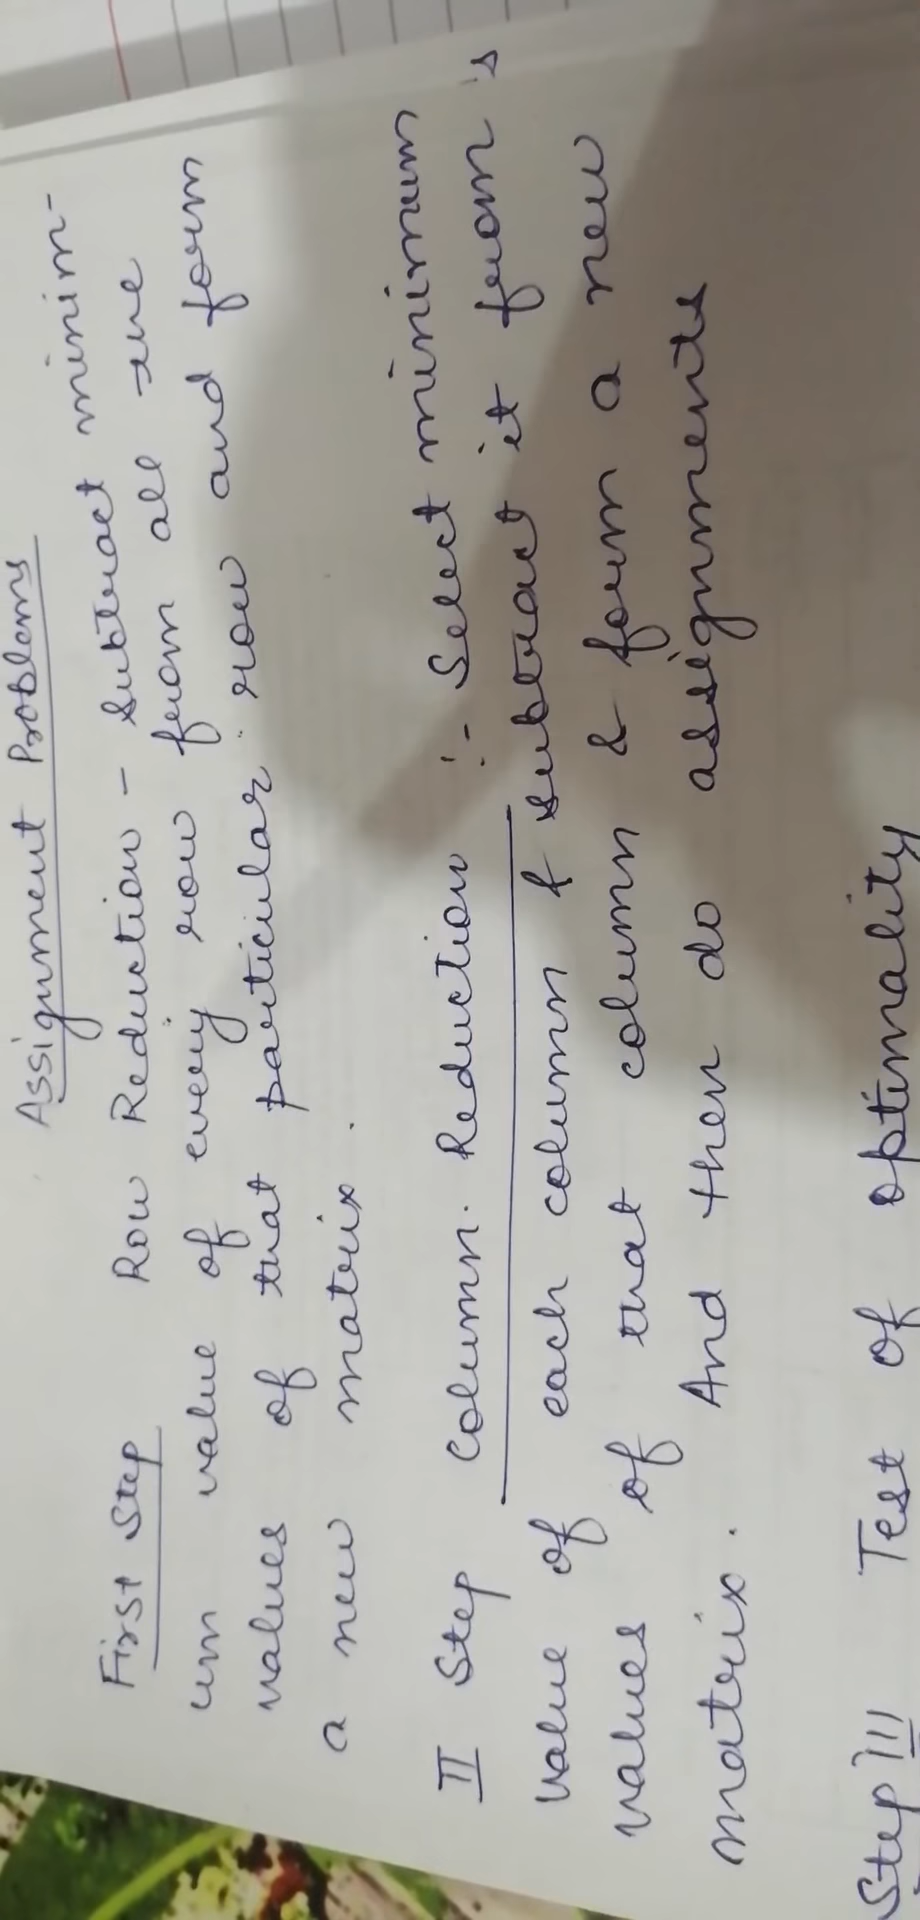 Assignment Problems
First Step Row Reduction - Subtract minim-
um value of every row from all the
values of that particular row and form
a new matrix.
II Step Column. Reduction :- Select minimum
value of each column & subtract it from
values of that column & form a new
matrix. And then do assignments
Step III Test of optimality